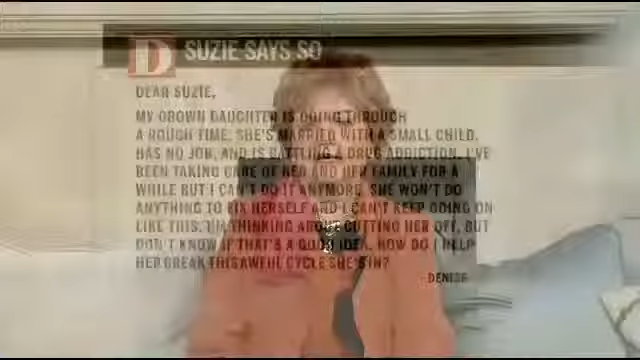 D SUZIE SAYS SO
DEAR SUZIE,
MY GROWN DAUGHTER IS GOING THROUGH
A ROUGH TIME. SHE'S MARRIED WITH A SMALL CHILD,
HAS NO JOB, AND IS BATTLING A DRUG ADDICTION. I'VE
BEEN TAKING CARE OF HER AND HER FAMILY FOR A
WHILE BUT I CAN'T DO IT ANYMORE. SHE WON'T DO
ANYTHING TO FIX HERSELF AND I CAN'T KEEP GOING ON
LIKE THIS. I'M THINKING ABOUT CUTTING HER OFF, BUT
DON'T KNOW IF THAT'S A GOOD IDEA. HOW DO I HELP
HER BREAK THIS AWFUL CYCLE SHE'S IN?
- DENISE